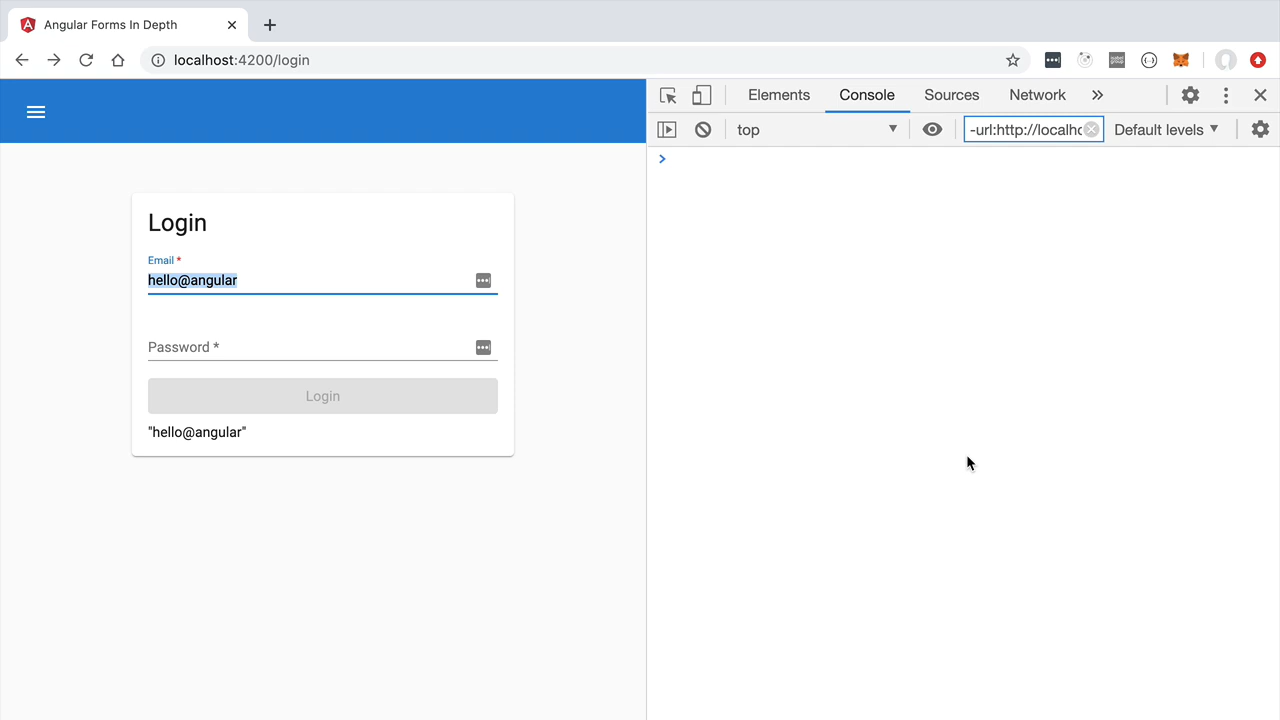 Angular Forms In Depth
localhost:4200/login
Elements Console Sources Network
top -url:http://localho Default levels
Login
Email *
hello@angular
Password *
Login
"hello@angular"